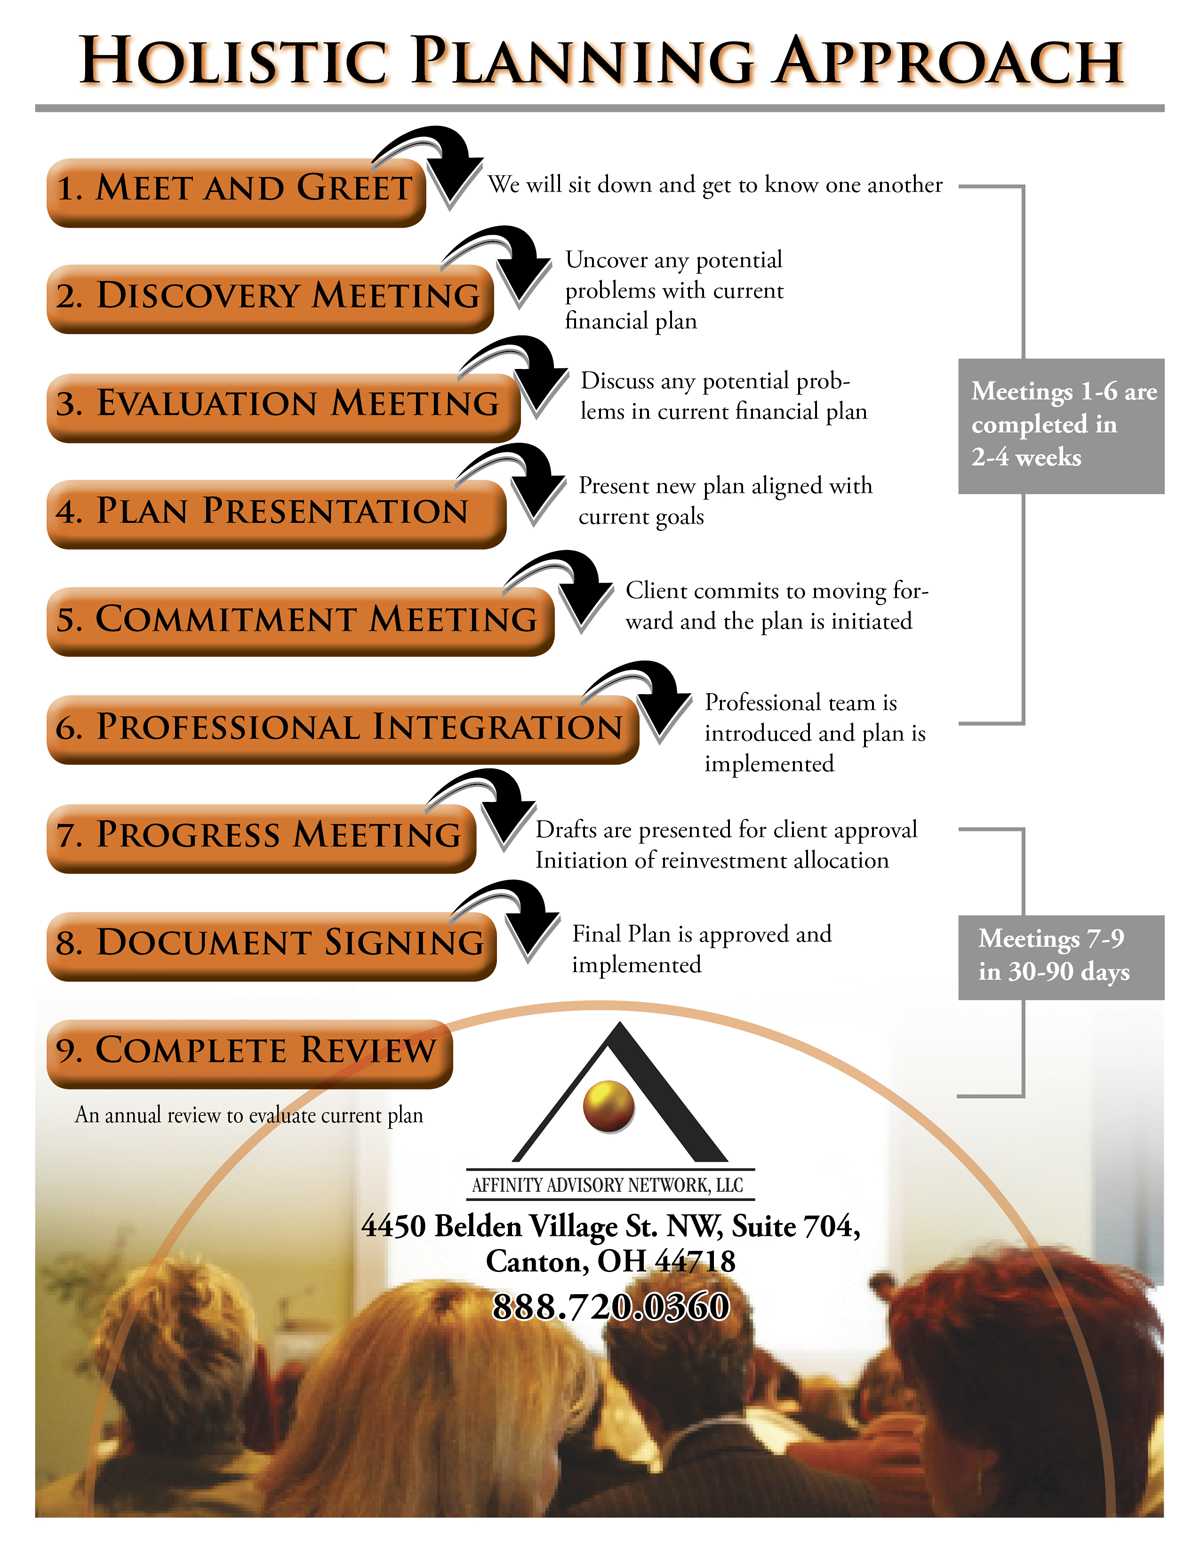 HOLISTIC PLANNING APPROACH
1. MEET AND GREET
We will sit down and get to know one another
2. DISCOVERY MEETING
Uncover any potential
problems with current
financial plan
3. EVALUATION MEETING
Discuss any potential prob-
lems in current financial plan
Meetings 1-6 are
completed in
2-4 weeks
4. PLAN PRESENTATION
Present new plan aligned with
current goals
5. COMMITMENT MEETING
Client commits to moving for-
ward and the plan is initiated
6. PROFESSIONAL INTEGRATION
Professional team is
introduced and plan is
implemented
7. PROGRESS MEETING
Drafts are presented for client approval
Initiation of reinvestment allocation
8. DOCUMENT SIGNING
Final Plan is approved and
implemented
Meetings 7-9
in 30-90 days
9. COMPLETE REVIEW
An annual review to evaluate current plan
AFFINITY ADVISORY NETWORK, LLC
4450 Belden Village St. NW, Suite 704,
Canton, OH 44718
888.720.0360